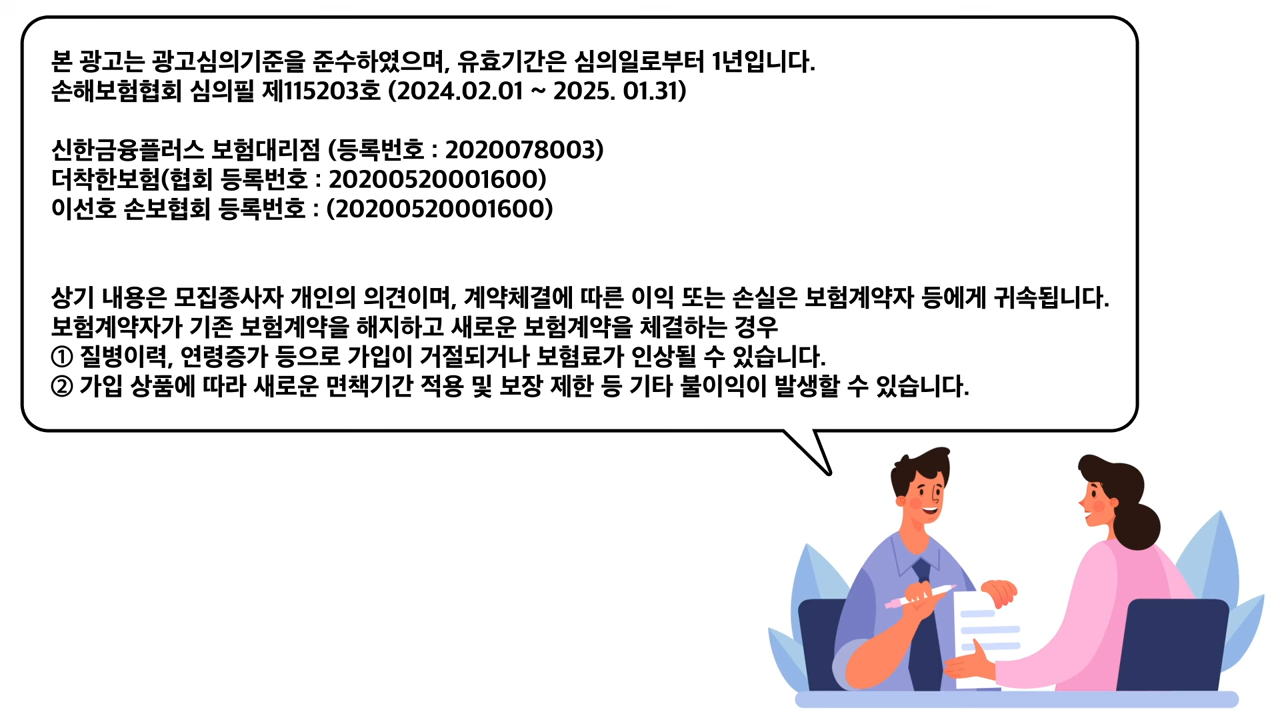 본 광고는 광고심의기준을 준수하였으며, 유효기간은 심의일로부터 1년입니다.
손해보험협회 심의필 제115203호 (2024.02.01 ~ 2025. 01.31)
신한금융플러스 보험대리점 (등록번호 : 2020078003)
더착한보험(협회 등록번호 : 20200520001600)
이선호 손보협회 등록번호 : (20200520001600)
상기 내용은 모집종사자 개인의 의견이며, 계약체결에 따른 이익 또는 손실은 보험계약자 등에게 귀속됩니다.
보험계약자가 기존 보험계약을 해지하고 새로운 보험계약을 체결하는 경우
① 질병이력, 연령증가 등으로 가입이 거절되거나 보험료가 인상될 수 있습니다.
② 가입 상품에 따라 새로운 면책기간 적용 및 보장 제한 등 기타 불이익이 발생할 수 있습니다.